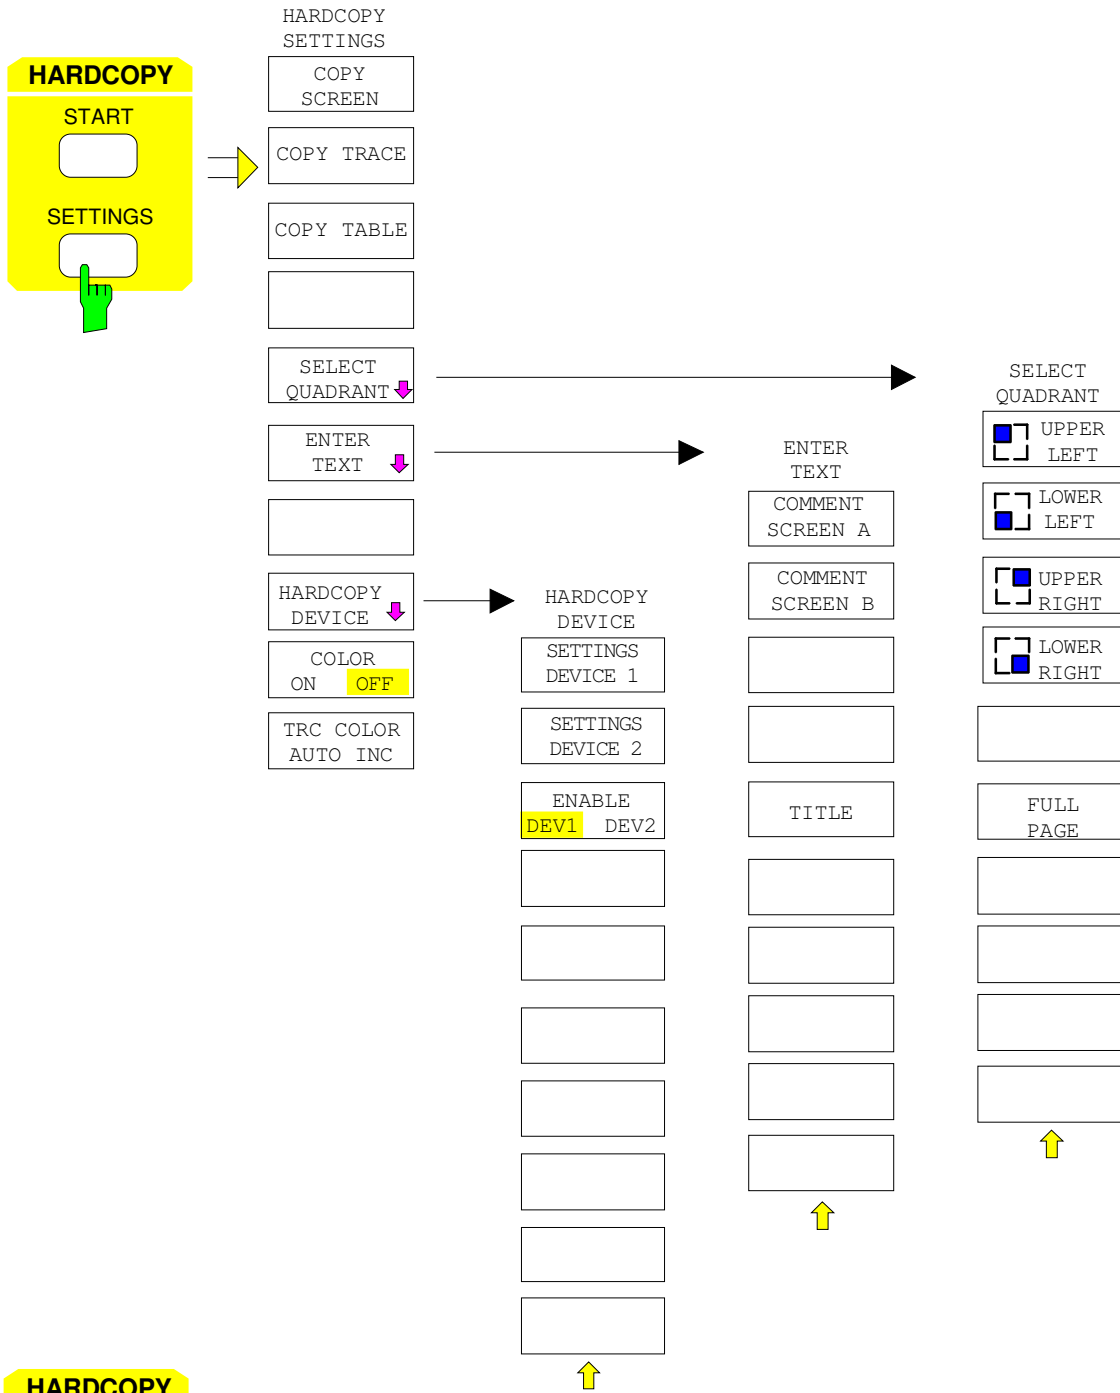 HARDCOPY
START
SETTINGS
HARDCOPY
SETTINGS
COPY
SCREEN
COPY TRACE
COPY TABLE
SELECT
QUADRANT
ENTER
TEXT
HARDCOPY
DEVICE
COLOR
ON OFF
TRC COLOR
AUTO INC
HARDCOPY
DEVICE
SETTINGS
DEVICE 1
SETTINGS
DEVICE 2
ENABLE
DEV1 DEV2
ENTER
TEXT
COMMENT
SCREEN A
COMMENT
SCREEN B
TITLE
SELECT
QUADRANT
UPPER
LEFT
LOWER
LEFT
UPPER
RIGHT
LOWER
RIGHT
FULL
PAGE
HARDCOPY